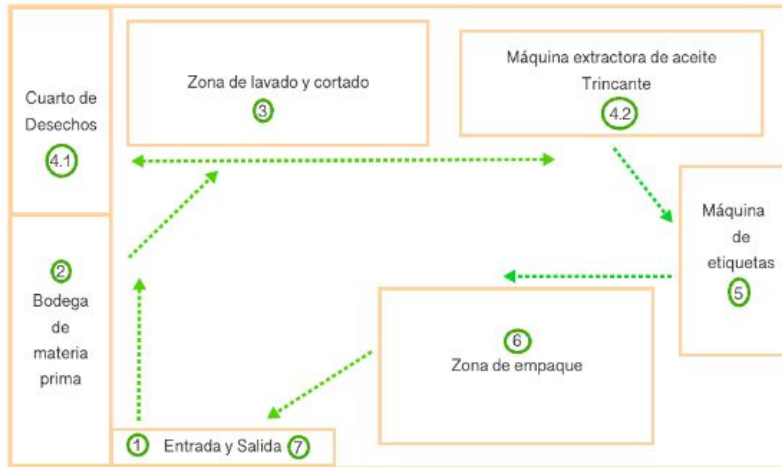 Cuarto de
Desechos
4.1
Zona de lavado y cortado
3
Máquina extractora de aceite
Trincante
4.2
2
Bodega
de
materia
prima
Máquina
de
etiquetas
5
6
Zona de empaque
1 Entrada y Salida 7